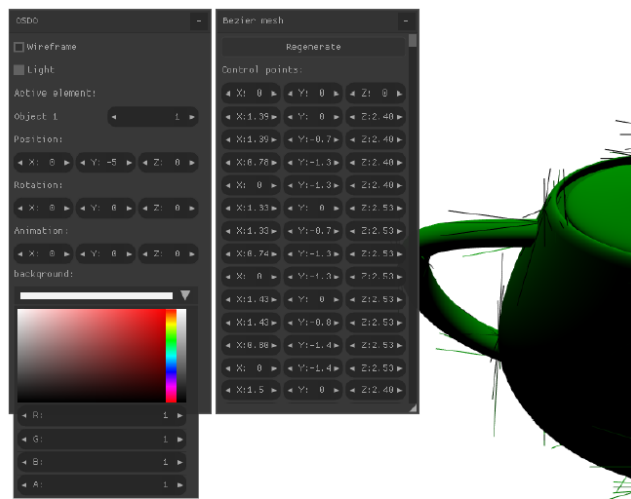 OSDO -
Wireframe
Light
Active element:
Object 1 1
Position:
X: 0 Y: -5 Z: 0
Rotation:
X: 0 Y: 0 Z: 0
Animation:
X: 0 Y: 0 Z: 0
background:
R: 1
G: 1
B: 1
A: 1
Bezier mesh -
Regenerate
Control points:
X: 0 Y: 0 Z: 0
X:1.39 Y: 0 Z:2.40
X:1.39 Y:-0.7 Z:2.40
X:0.78 Y:-1.3 Z:2.40
X: 0 Y:-1.3 Z:2.40
X:1.33 Y: 0 Z:2.53
X:1.33 Y:-0.7 Z:2.53
X:0.74 Y:-1.3 Z:2.53
X: 0 Y:-1.3 Z:2.53
X:1.43 Y: 0 Z:2.53
X:1.43 Y:-0.8 Z:2.53
X:0.80 Y:-1.4 Z:2.53
X: 0 Y:-1.4 Z:2.53
X:1.5 Y: 0 Z:2.40